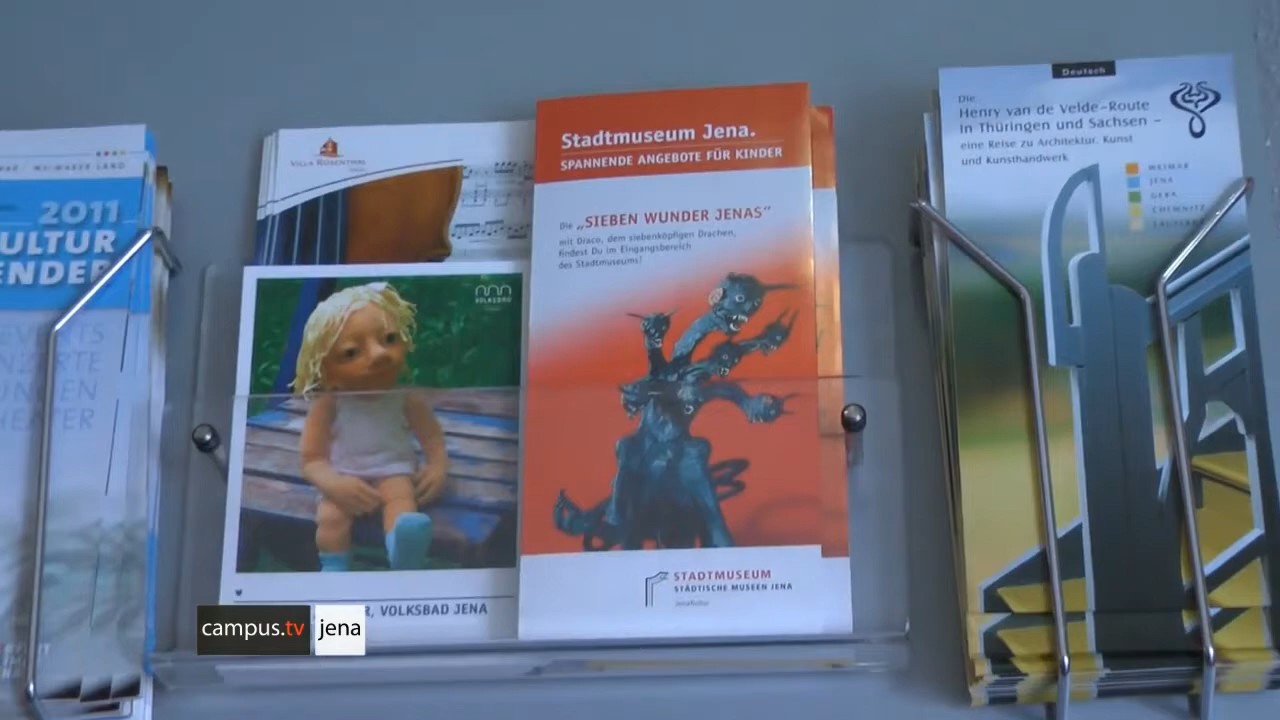 WEIMARER LAND
2011
KULTUR
VILLA ROSENTHAL
VOLKSBAD
VOLKSBAD JENA
Stadtmuseum Jena.
SPANNENDE ANGEBOTE FÜR KINDER
Die „SIEBEN WUNDER JENAS"
mit Draco, dem siebenköpfigen Drachen,
findest Du im Eingangsbereich
des Stadtmuseums!
STADTMUSEUM
STÄDTISCHE MUSEEN JENA
JenaKultur
Deutsch
Die
Henry van de Velde-Route
in Thüringen und Sachsen –
eine Reise zu Architektur, Kunst
und Kunsthandwerk
WEIMAR
JENA
GERA
CHEMNITZ
campus.tv jena